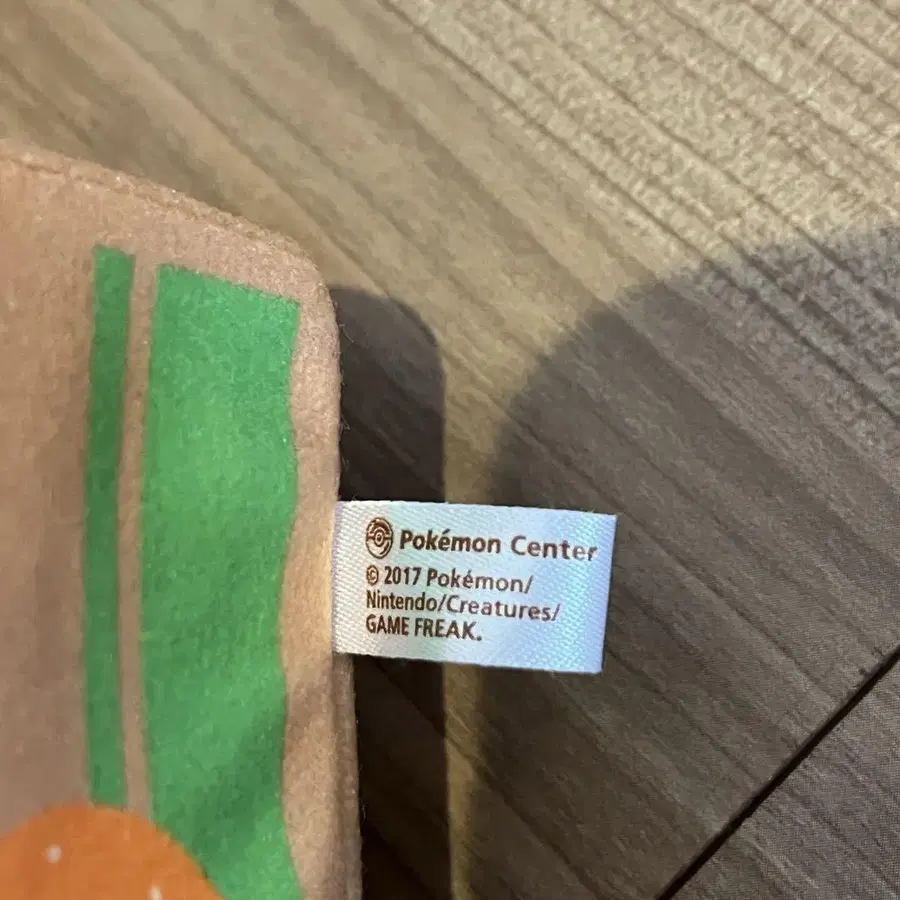 Pokémon Center
© 2017 Pokémon/
Nintendo/Creatures/
GAME FREAK.